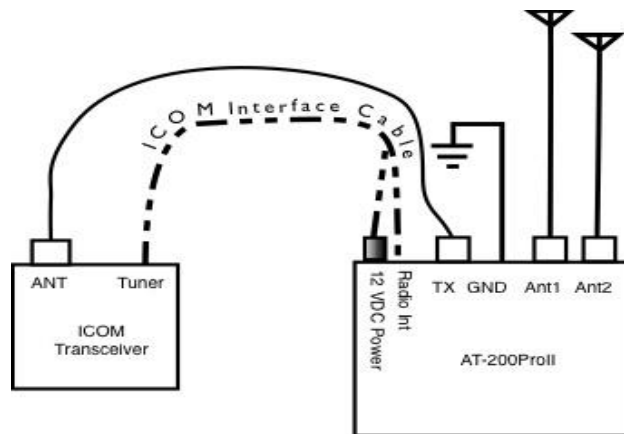 ICOM Interface Cable
ANT
Tuner
ICOM
Transceiver
12 VDC Power
Radio Int
TX
GND
Ant1
Ant2
AT-200ProII